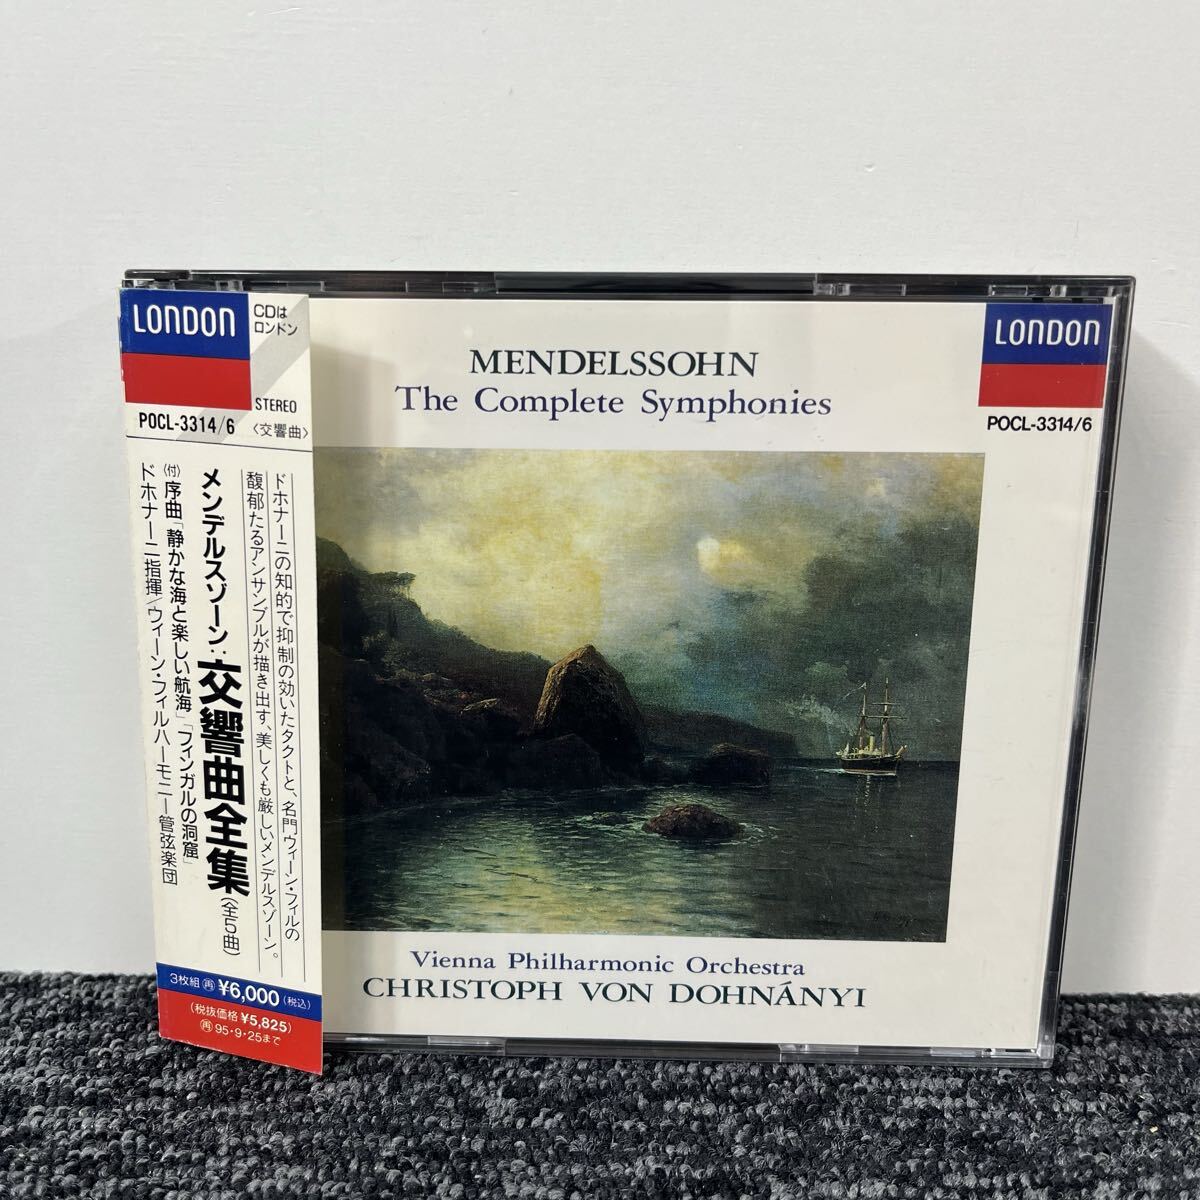 LONDON
CDは
ロンドン
POCL-3314/6
STEREO
〈交響曲〉
ドホナーニの知的で抑制の効いたタクトと、名門ウィーン・フィルの
馥郁たるアンサンブルが描き出す、美しくも厳しいメンデルスゾーン。
メンデルスゾーン:交響曲全集(全5曲)
(付)序曲「静かな海と楽しい航海」「フィンガルの洞窟」
ドホナーニ指揮/ウィーン・フィルハーモニー管弦楽団
3枚組 再 ¥6,000(税込)
(税抜価格 ¥5,825)
再 95・9・25まで
MENDELSSOHN
The Complete Symphonies
LONDON
POCL-3314/6
Vienna Philharmonic Orchestra
CHRISTOPH VON DOHNÁNYI